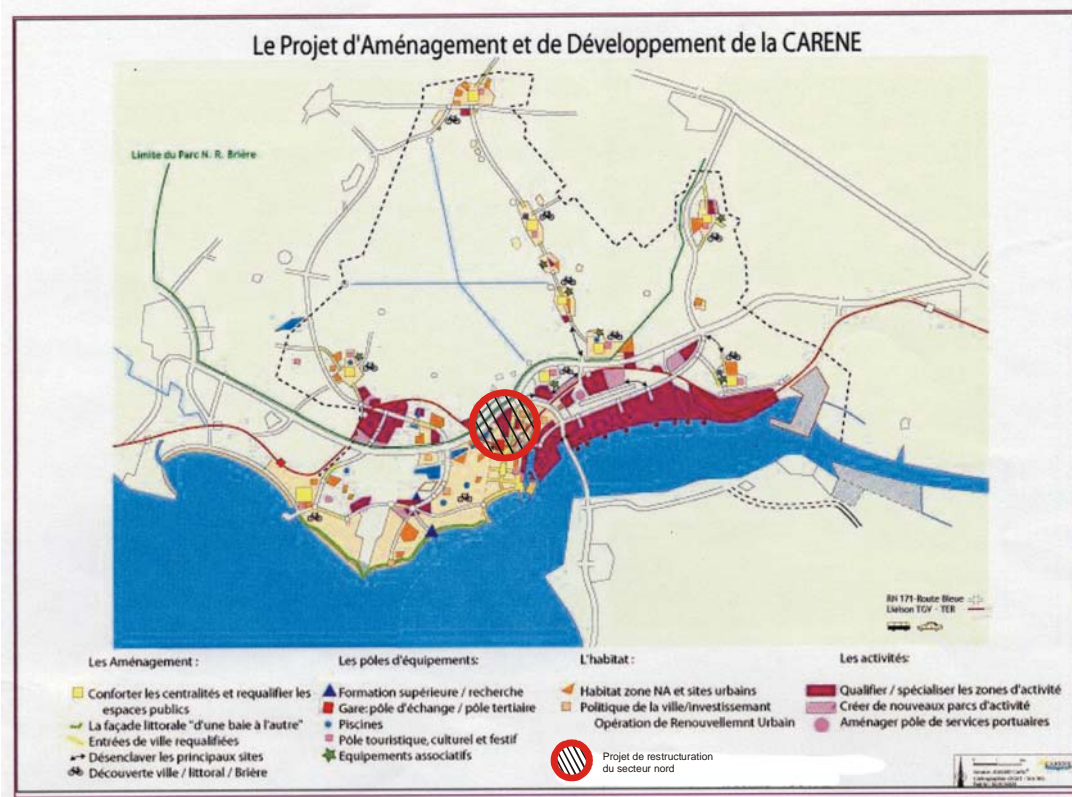 Le Projet d'Aménagement et de Développement de la CARENE
Limite du Parc N. R. Brière
RN 171-Route Bleue
Liaison TGV - TER
Les Aménagement :
Conforter les centralités et requalifier les
espaces publics
La façade littorale "d'une baie à l'autre"
Entrées de ville requalifiées
Désenclaver les principaux sites
Découverte ville / littoral / Brière
Les pôles d'équipements:
Formation supérieure / recherche
Gare: pôle d'échange / pôle tertiaire
Piscines
Pôle touristique, culturel et festif
Equipements associatifs
L'habitat :
Habitat zone NA et sites urbains
Politique de la ville/investissement
Opération de Renouvellemnt Urbain
Projet de restructuration
du secteur nord
Les activités:
Qualifier / spécialiser les zones d'activité
Créer de nouveaux parcs d'activité
Aménager pôle de services portuaires
CARENE